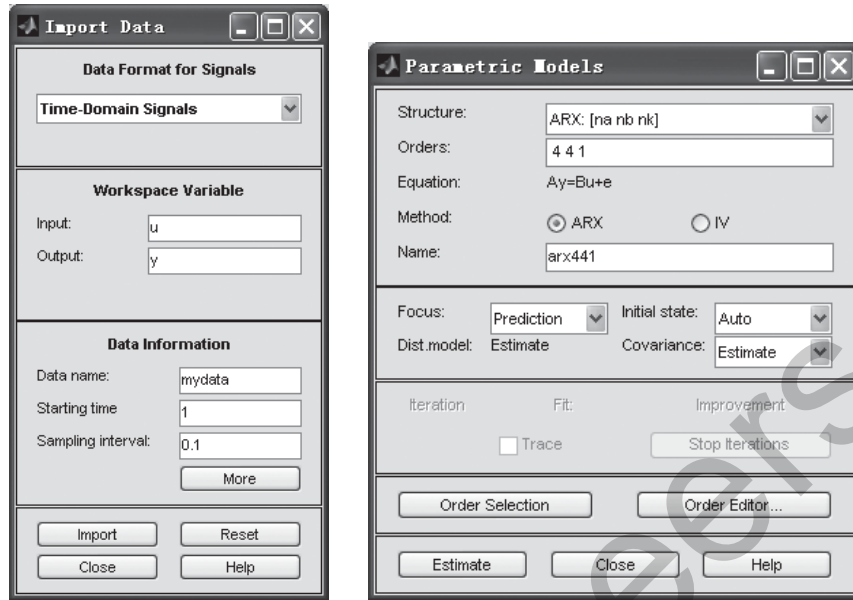 Import Data
Data Format for Signals
Time-Domain Signals
Workspace Variable
Input: u
Output: y
Data Information
Data name: mydata
Starting time 1
Sampling interval: 0.1
More
Import Reset
Close Help
Parametric Models
Structure: ARX: [na nb nk]
Orders: 4 4 1
Equation: Ay=Bu+e
Method: ARX IV
Name: arx441
Focus: Prediction Initial state: Auto
Dist.model: Estimate Covariance: Estimate
Iteration Fit: Improvement
Trace Stop Iterations
Order Selection Order Editor...
Estimate Close Help
eers